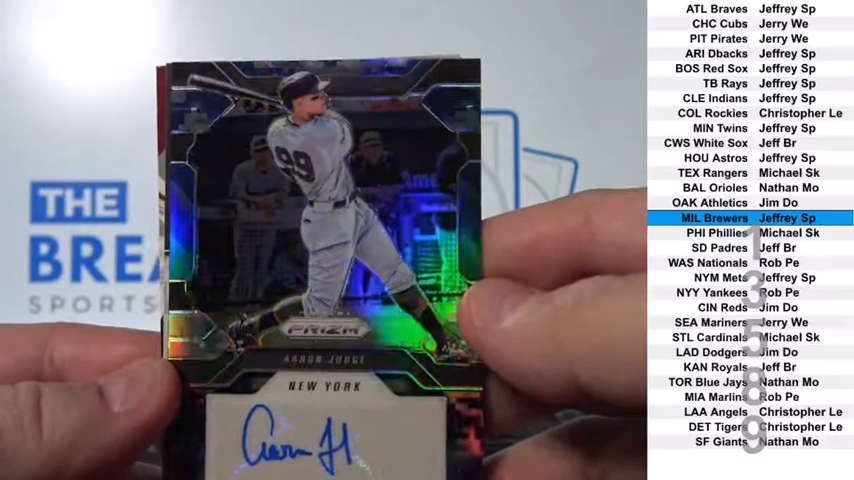 THE
BREA
SPORTS
99
PRIZM
AARON JUDGE
NEW YORK
ATL Braves Jeffrey Sp
CHC Cubs Jerry We
PIT Pirates Jerry We
ARI Dbacks Jeffrey Sp
BOS Red Sox Jeffrey Sp
TB Rays Jeffrey Sp
CLE Indians Jeffrey Sp
COL Rockies Christopher Le
MIN Twins Jeffrey Sp
CWS White Sox Jeff Br
HOU Astros Jeffrey Sp
TEX Rangers Michael Sk
BAL Orioles Nathan Mo
OAK Athletics Jim Do
MIL Brewers Jeffrey Sp
PHI Phillies Michael Sk
SD Padres Jeff Br
WAS Nationals Rob Pe
NYM Mets Jeffrey Sp
NYY Yankees Rob Pe
CIN Reds Jim Do
SEA Mariners Jerry We
STL Cardinals Michael Sk
LAD Dodgers Jim Do
KAN Royals Jeff Br
TOR Blue Jays Nathan Mo
MIA Marlins Rob Pe
LAA Angels Christopher Le
DET Tigers Christopher Le
SF Giants Nathan Mo
1
3
5
8
9